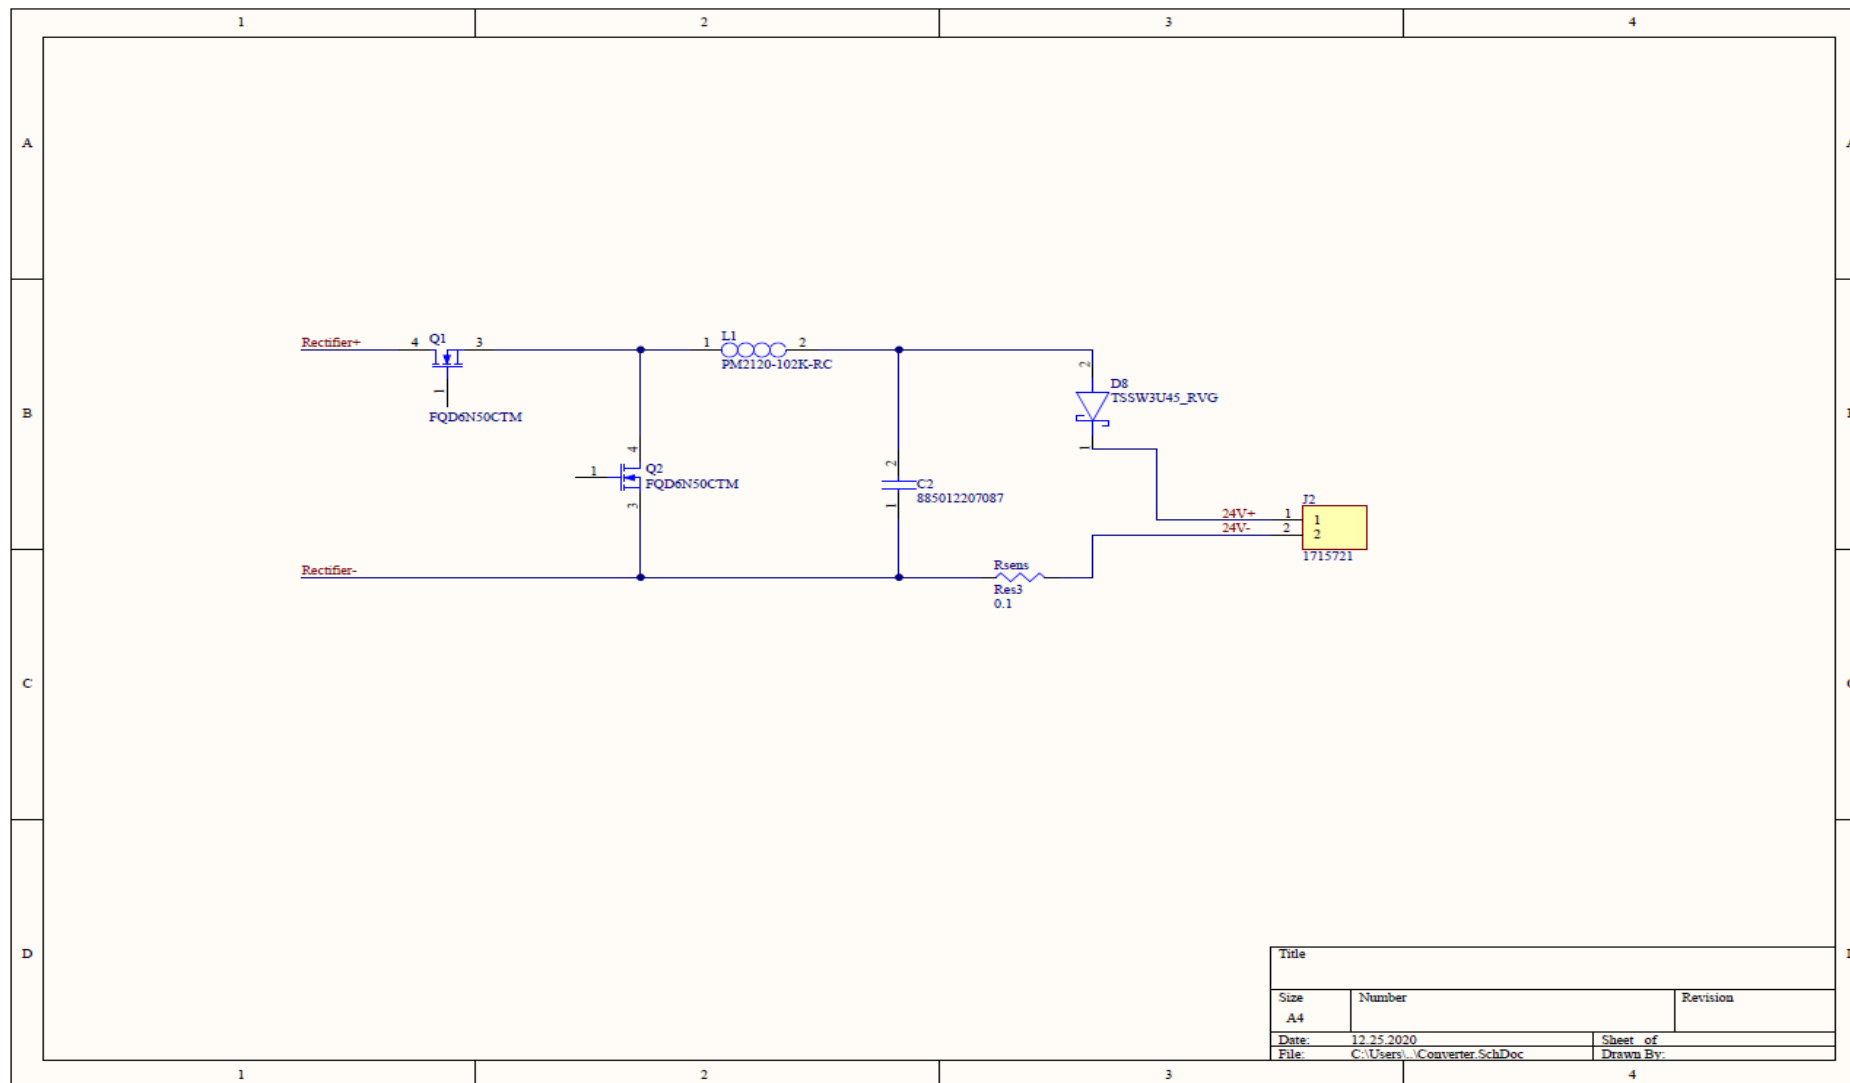 1 2 3 4
A A
Q1
Rectifier+ 4 3
1
FQD6N50CTM
L1
1 2
PM2120-102K-RC
2
D8
TSSW3U45_RVG
1
B
4
1 Q2
FQD6N50CTM
3
2
C2
885012207087
1
J2
24V+ 1 1
24V- 2 2
1715721
Rectifier-
Rsens
Res3
0.1
C
D
Title
Size Number Revision
A4
Date: 12.25.2020 Sheet of
File: C:\Users\..\Converter.SchDoc Drawn By:
1 2 3 4